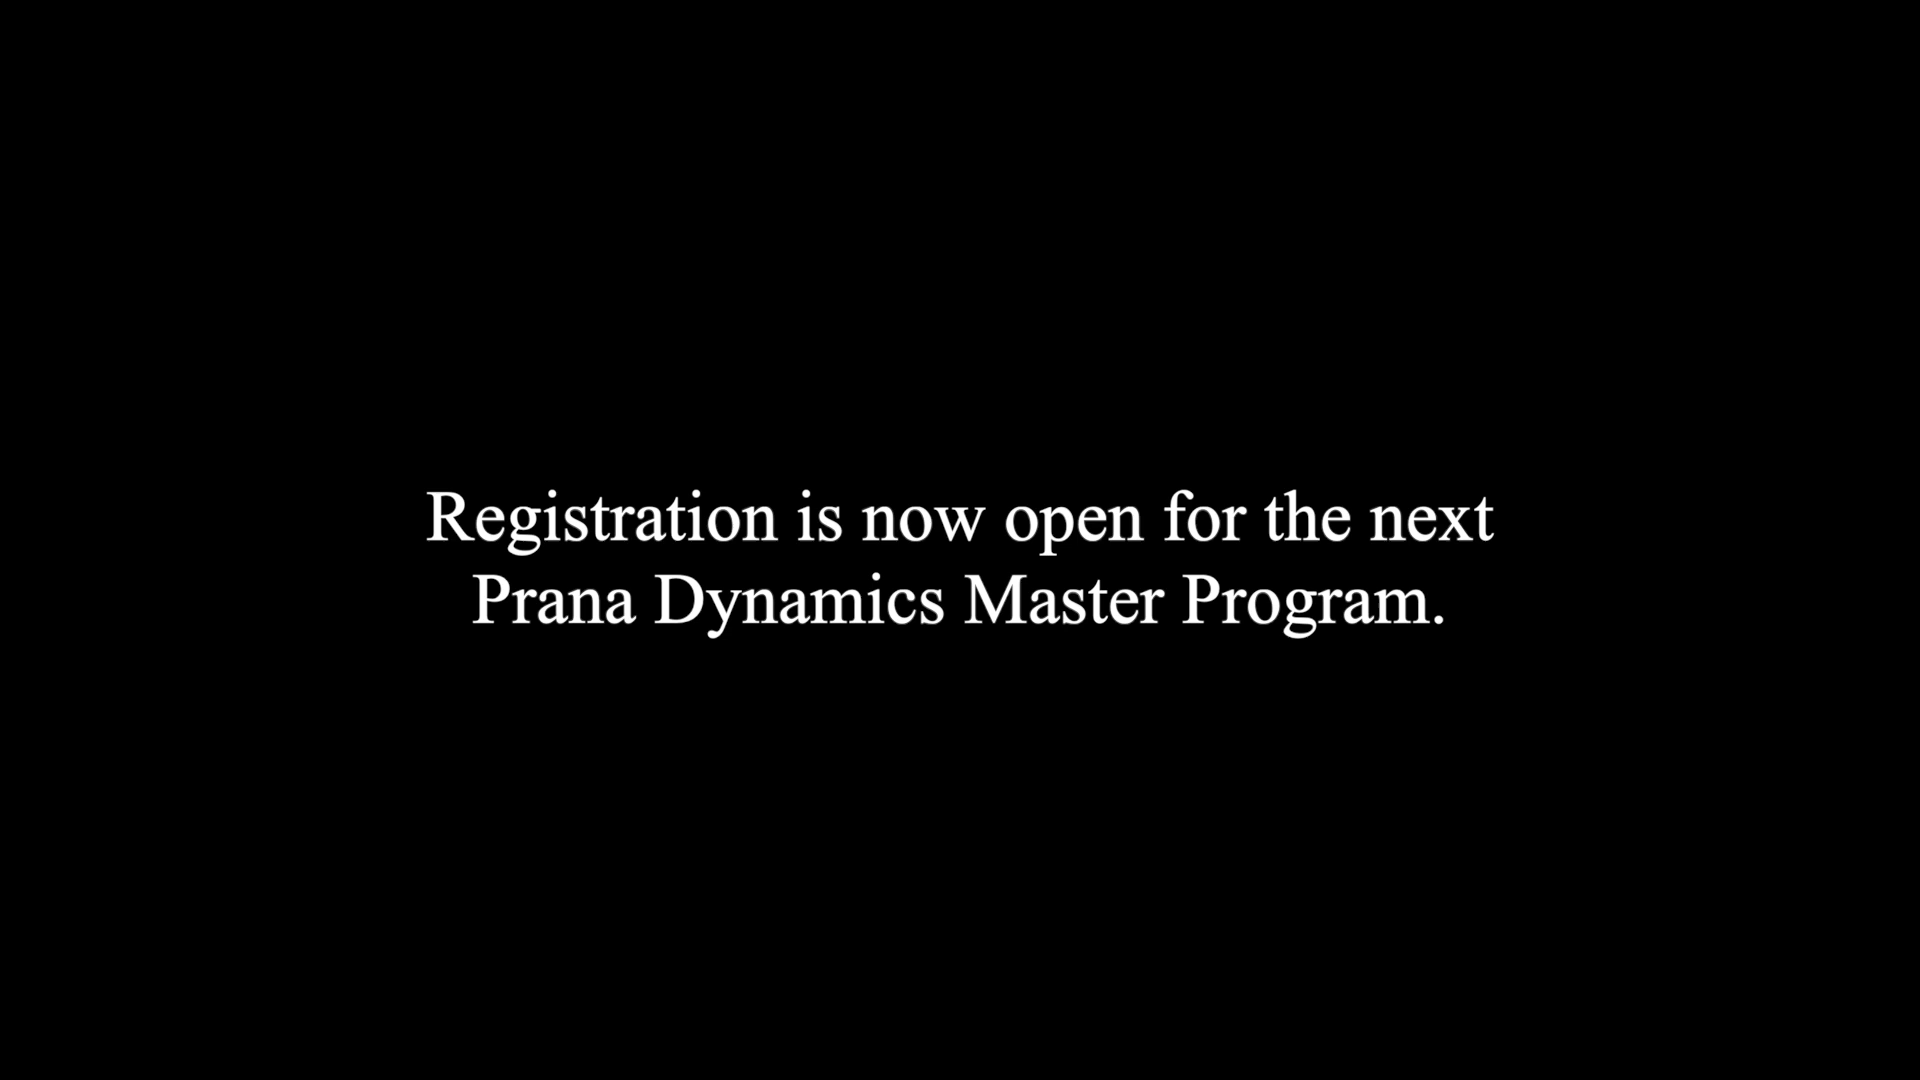 Registration is now open for the next
Prana Dynamics Master Program.